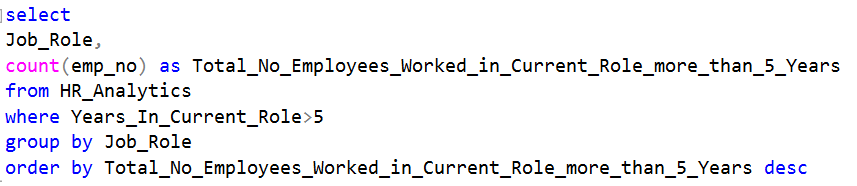 select
Job_Role,
count(emp_no) as Total_No_Employees_Worked_in_Current_Role_more_than_5_Years
from HR_Analytics
where Years_In_Current_Role>5
group by Job_Role
order by Total_No_Employees_Worked_in_Current_Role_more_than_5_Years desc